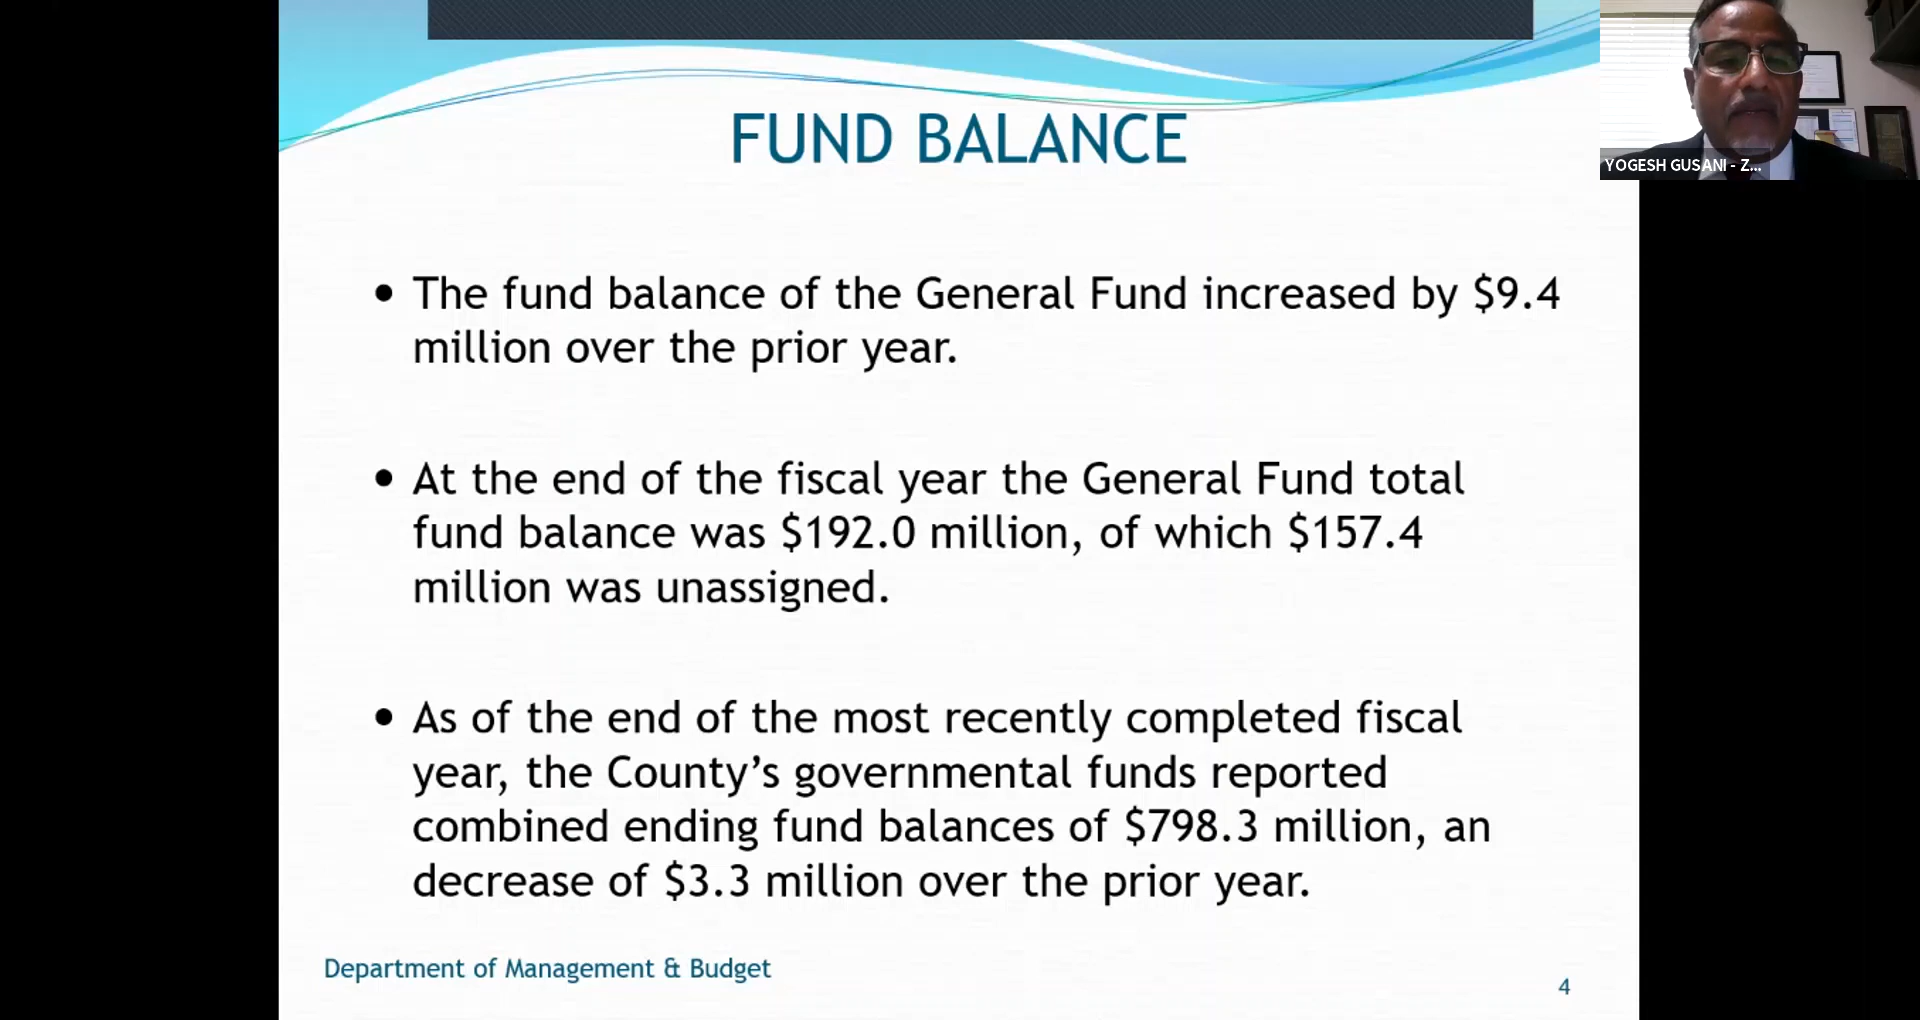 FUND BALANCE
YOGESH GUSANI - Z...
• The fund balance of the General Fund increased by $9.4
million over the prior year.
• At the end of the fiscal year the General Fund total
fund balance was $192.0 million, of which $157.4
million was unassigned.
• As of the end of the most recently completed fiscal
year, the County’s governmental funds reported
combined ending fund balances of $798.3 million, an
decrease of $3.3 million over the prior year.
Department of Management & Budget
4